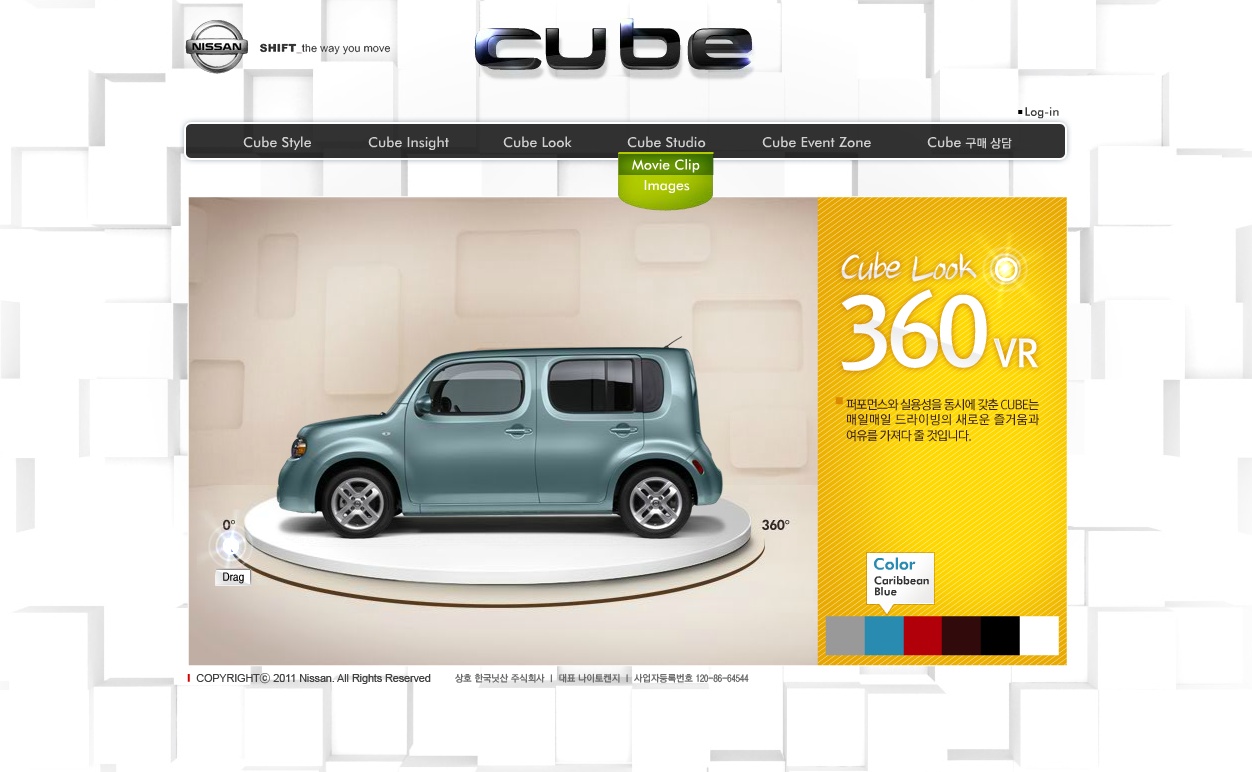 NISSAN
SHIFT_the way you move
cube
Log-in
Cube Style
Cube Insight
Cube Look
Cube Studio
Cube Event Zone
Cube 구매 상담
Movie Clip
Images
Cube Look
360 VR
퍼포먼스와 실용성을 동시에 갖춘 CUBE는
매일매일 드라이빙의 새로운 즐거움과
여유를 가져다 줄 것입니다.
0°
360°
Drag
Color
Caribbean
Blue
COPYRIGHTⓒ 2011 Nissan. All Rights Reserved
상호 한국닛산 주식회사 | 대표 나이토켄지 | 사업자등록번호 120-86-64544